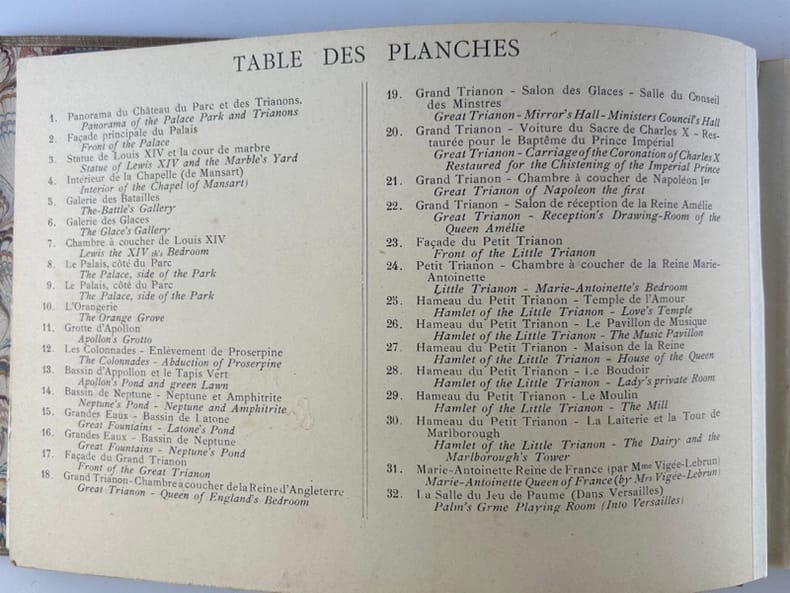 TABLE DES PLANCHES
1. Panorama du Château du Parc et des Trianons.
Panorama of the Palace Park and Trianons
2. Façade principale du Palais
Front of the Palace
3. Statue de Louis XIV et la cour de marbre
Statue of Lewis XIV and the Marble's Yard
4. Intérieur de la Chapelle (de Mansart)
Interior of the Chapel (of Mansart)
5. Galerie des Batailles
The-Battle's Gallery
6. Galerie des Glaces
The Glace's Gallery
7. Chambre à coucher de Louis XIV
Lewis the XIV th's Bedroom
8. Le Palais, côté du Parc
The Palace, side of the Park
9. Le Palais, côté du Parc
The Palace, side of the Park
10. L'Orangerie
The Orange Grove
11. Grotte d'Apollon
Apollon's Grotto
12. Les Colonnades - Enlèvement de Proserpine
The Colonnades - Abduction of Proserpine
13. Bassin d'Appollon et le Tapis Vert
Apollon's Pond and green Lawn
14. Bassin de Neptune - Neptune et Amphitrite
Neptune's Pond - Neptune and Amphitrite
15. Grandes Eaux - Bassin de Latone
Great Fountains - Latone's Pond
16. Grandes Eaux - Bassin de Neptune
Great Fountains - Neptune's Pond
17. Façade du Grand Trianon
Front of the Great Trianon
18. Grand Trianon-Chambre à coucher de la Reine d'Angleterre
Great Trianon - Queen of England's Bedroom
19. Grand Trianon - Salon des Glaces - Salle du Conseil
des Minstres
Great Trianon - Mirror's Hall - Ministers Council's Hall
20. Grand Trianon - Voiture du Sacre de Charles X - Res-
taurée pour le Baptême du Prince Impérial
Great Trianon - Carriage of the Coronation of Charles X
Restaured for the Chistening of the Imperial Prince
21. Grand Trianon - Chambre à coucher de Napoléon Ier
Great Trianon of Napoleon the first
22. Grand Trianon - Salon de réception de la Reine Amélie
Great Trianon - Reception's Drawing-Room of the
Queen Amélie
23. Façade du Petit Trianon
Front of the Little Trianon
24. Petit Trianon - Chambre à coucher de la Reine Marie-
Antoinette
Little Trianon - Marie-Antoinette's Bedroom
25. Hameau du Petit Trianon - Temple de l'Amour
Hamlet of the Little Trianon - Love's Temple
26. Hameau du Petit Trianon - Le Pavillon de Musique
Hamlet of the Little Trianon - The Music Pavillon
27. Hameau du Petit Trianon - Maison de la Reine
Hamlet of the Little Trianon - House of the Queen
28. Hameau du Petit Trianon - Le Boudoir
Hamlet of the Little Trianon - Lady's private Room
29. Hameau du Petit Trianon - Le Moulin
Hamlet of the Little Trianon - The Mill
30. Hameau du Petit Trianon - La Laiterie et la Tour de
Marlborough
Hamlet of the Little Trianon - The Dairy and the
Marlborough's Tower
31. Marie-Antoinette Reine de France (par Mme Vigée-Lebrun)
Marie-Antoinette Queen of France (by Mrs Vigée-Lebrun)
32. La Salle du Jeu de Paume (Dans Versailles)
Palm's Grme Playing Room (Into Versailles)